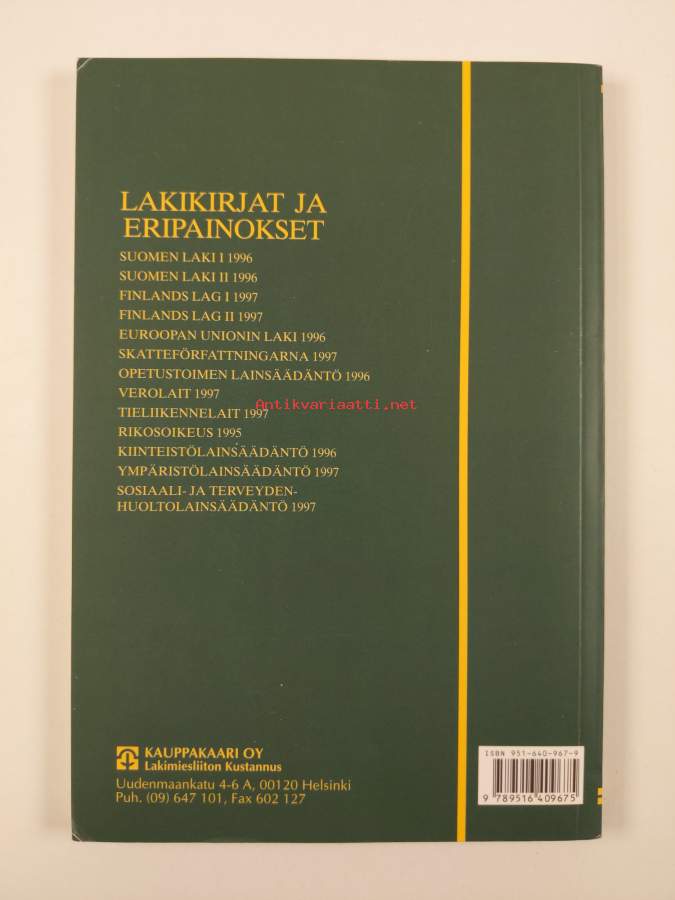 LAKIKIRJAT JA
ERIPAINOKSET
SUOMEN LAKI I 1996
SUOMEN LAKI II 1996
FINLANDS LAG I 1997
FINLANDS LAG II 1997
EUROOPAN UNIONIN LAKI 1996
SKATTEFÖRFATTNINGARNA 1997
OPETUSTOIMEN LAINSÄÄDÄNTÖ 1996
VEROLAIT 1997
Antikvariaatti.net
TIELIIKENNELAIT 1997
RIKOSOIKEUS 1995
KIINTEISTÖLAINSÄÄDÄNTÖ 1996
YMPÄRISTÖLAINSÄÄDÄNTÖ 1997
SOSIAALI- JA TERVEYDEN-
HUOLTOLAINSÄÄDÄNTÖ 1997
KAUPPAKAARI OY
Lakimiesliiton Kustannus
Uudenmaankatu 4-6 A, 00120 Helsinki
Puh. (09) 647 101, Fax 602 127
ISBN 951-640-967-9
9 789516 409675